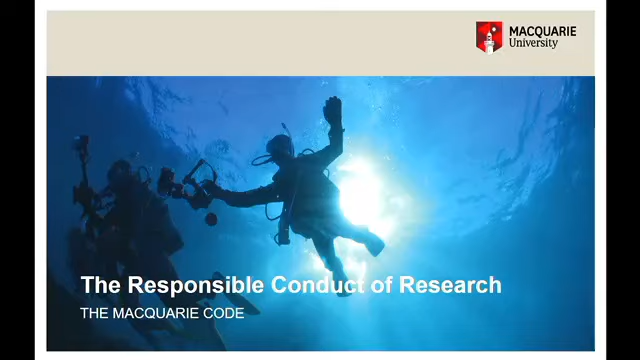 MACQUARIE
University
The Responsible Conduct of Research
THE MACQUARIE CODE